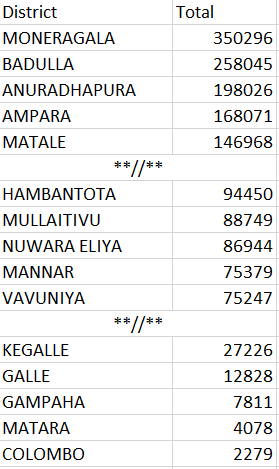 District Total
MONERAGALA 350296
BADULLA 258045
ANURADHAPURA 198026
AMPARA 168071
MATALE 146968
**//**
HAMBANTOTA 94450
MULLAITIVU 88749
NUWARA ELIYA 86944
MANNAR 75379
VAVUNIYA 75247
**//**
KEGALLE 27226
GALLE 12828
GAMPAHA 7811
MATARA 4078
COLOMBO 2279